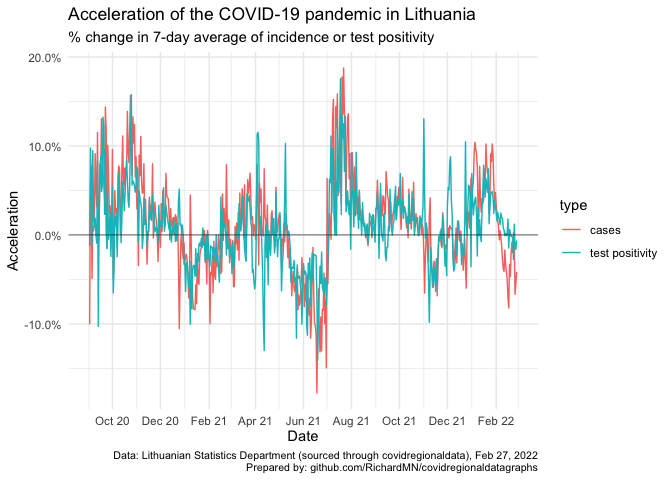 Acceleration of the COVID-19 pandemic in Lithuania
% change in 7-day average of incidence or test positivity
20.0%
10.0%
0.0%
-10.0%
Acceleration
Oct 20 Dec 20 Feb 21 Apr 21 Jun 21 Aug 21 Oct 21 Dec 21 Feb 22
Date
type
cases
test positivity
Data: Lithuanian Statistics Department (sourced through covidregionaldata), Feb 27, 2022
Prepared by: github.com/RichardMN/covidregionaldatagraphs